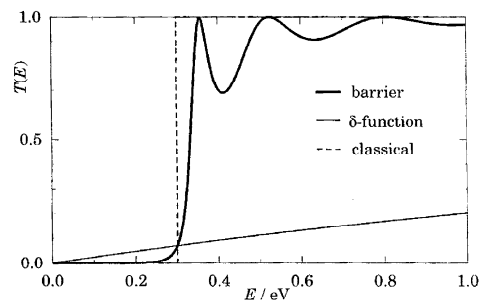 1.0
T(E)
0.5
0.0
barrier
δ-function
classical
0.0
0.2
0.4
0.6
0.8
1.0
E / eV